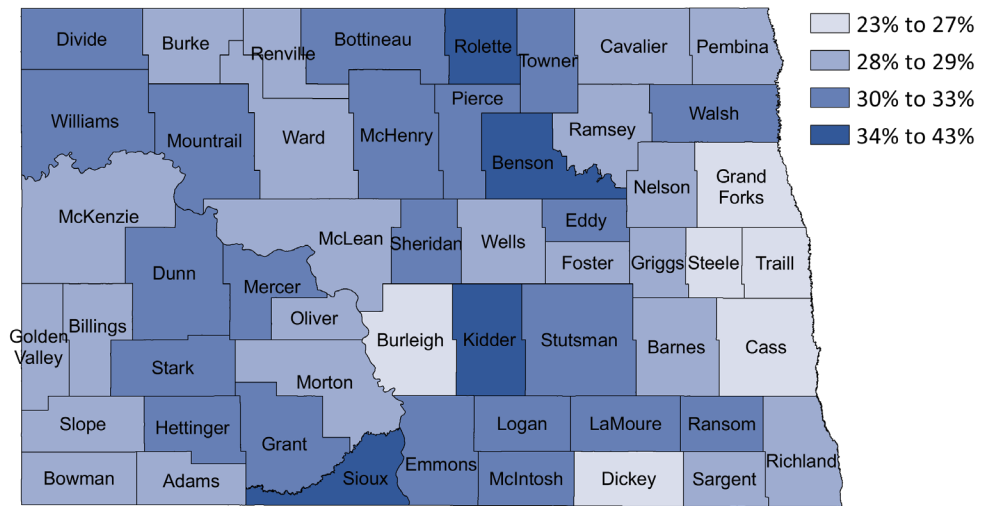 Divide
Burke
Renville
Bottineau
Rolette
Towner
Cavalier
Pembina
23% to 27%
28% to 29%
30% to 33%
34% to 43%
Williams
Mountrail
Ward
McHenry
Pierce
Benson
Ramsey
Walsh
Nelson
Grand
Forks
McKenzie
Dunn
McLean
Mercer
Oliver
Sheridan
Wells
Eddy
Foster
Griggs
Steele
Traill
Golden
Valley
Billings
Stark
Morton
Burleigh
Kidder
Stutsman
Barnes
Cass
Slope
Hettinger
Grant
Bowman
Adams
Sioux
Emmons
Logan
McIntosh
LaMoure
Dickey
Ransom
Sargent
Richland